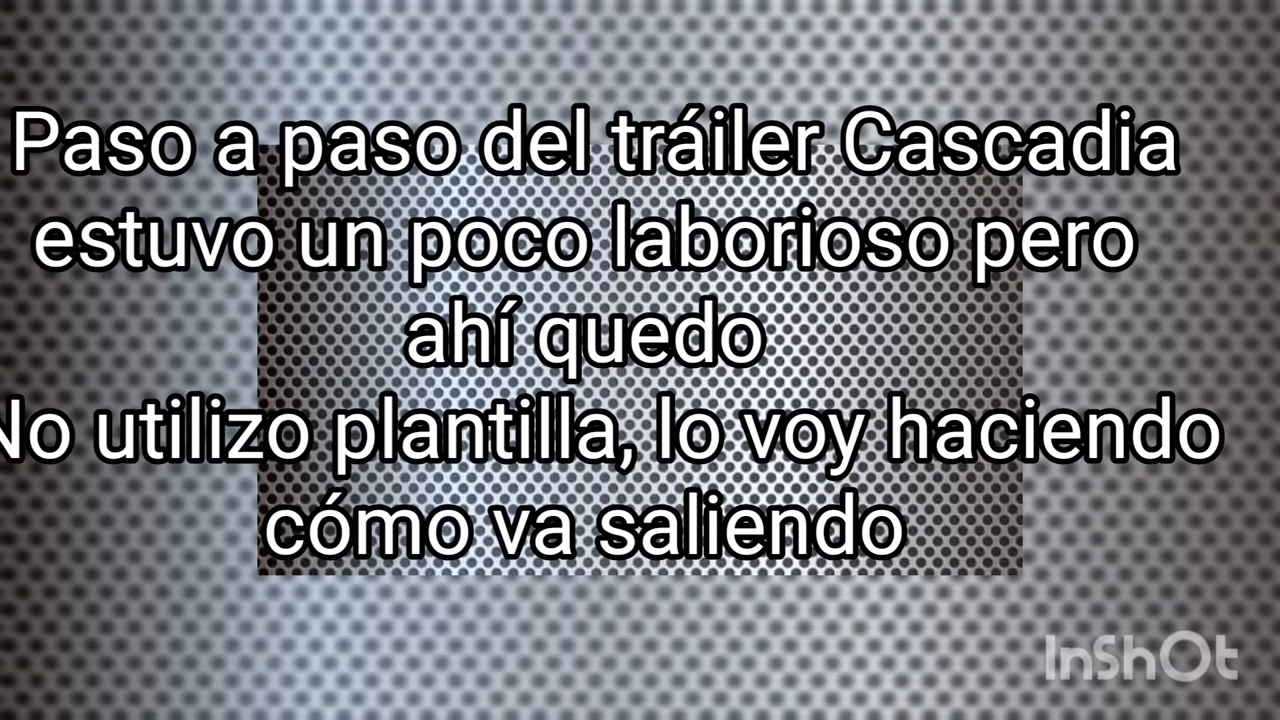 Paso a paso del tráiler Cascadia
estuvo un poco laborioso pero
ahí quedo
No utilizo plantilla, lo voy haciendo
cómo va saliendo
InShOt